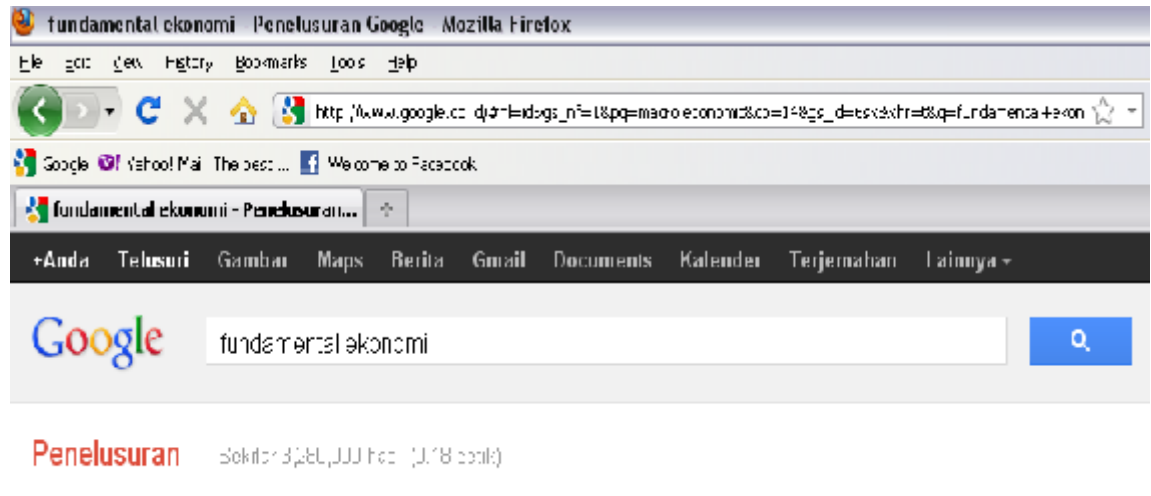 fundamental ekonomi - Penelusuran Google - Mozilla Firefox
File Edit View History Bookmarks Tools Help
Google Yahoo! Mail The best ... Welcome to Facebook
fundamental ekonomi - Penelusuran...
+Anda Telusuri Gambar Maps Berita Gmail Documents Kalender Terjemahan Lainnya
Google fundamental ekonomi
Penelusuran Sekitar